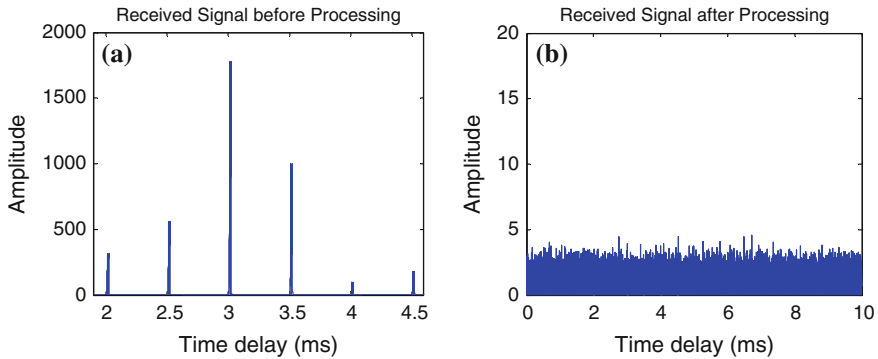 Received Signal before Processing
(a)
2000
1500
1000
500
0
Amplitude
2 2.5 3 3.5 4 4.5
Time delay (ms)
Received Signal after Processing
(b)
20
15
10
5
0
Amplitude
0 2 4 6 8 10
Time delay (ms)